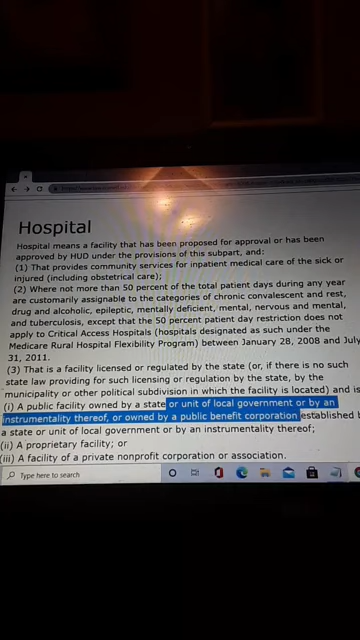 Hospital
Hospital means a facility that has been proposed for approval or has been
approved by HUD under the provisions of this subpart, and:
(1) That provides community services for inpatient medical care of the sick or
injured (including obstetrical care);
(2) Where not more than 50 percent of the total patient days during any year
are customarily assignable to the categories of chronic convalescent and rest,
drug and alcoholic, epileptic, mentally deficient, mental, nervous and mental,
and tuberculosis, except that the 50 percent patient day restriction does not
apply to Critical Access Hospitals (hospitals designated as such under the
Medicare Rural Hospital Flexibility Program) between January 28, 2008 and July
31, 2011.
(3) That is a facility licensed or regulated by the state (or, if there is no such
state law providing for such licensing or regulation by the state, by the
municipality or other political subdivision in which the facility is located) and is
(i) A public facility owned by a state or unit of local government or by an
instrumentality thereof, or owned by a public benefit corporation established
a state or unit of local government or by an instrumentality thereof;
(ii) A proprietary facility; or
(iii) A facility of a private nonprofit corporation or association.
Type here to search